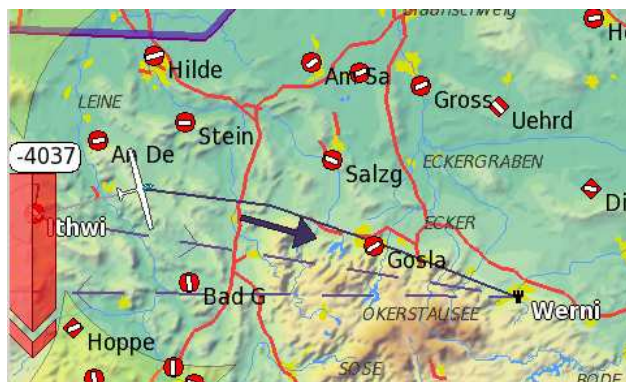 Braunschweig
Hilde
Am Sa
Gross
LEINE
Uehrd
Stein
-4037
An De
Salzg
ECKERGRABEN
Di
Ithwi
ECKER
Gosla
Bad G
OKERSTAUSEE
Werni
Hoppe
SOSE
BODE